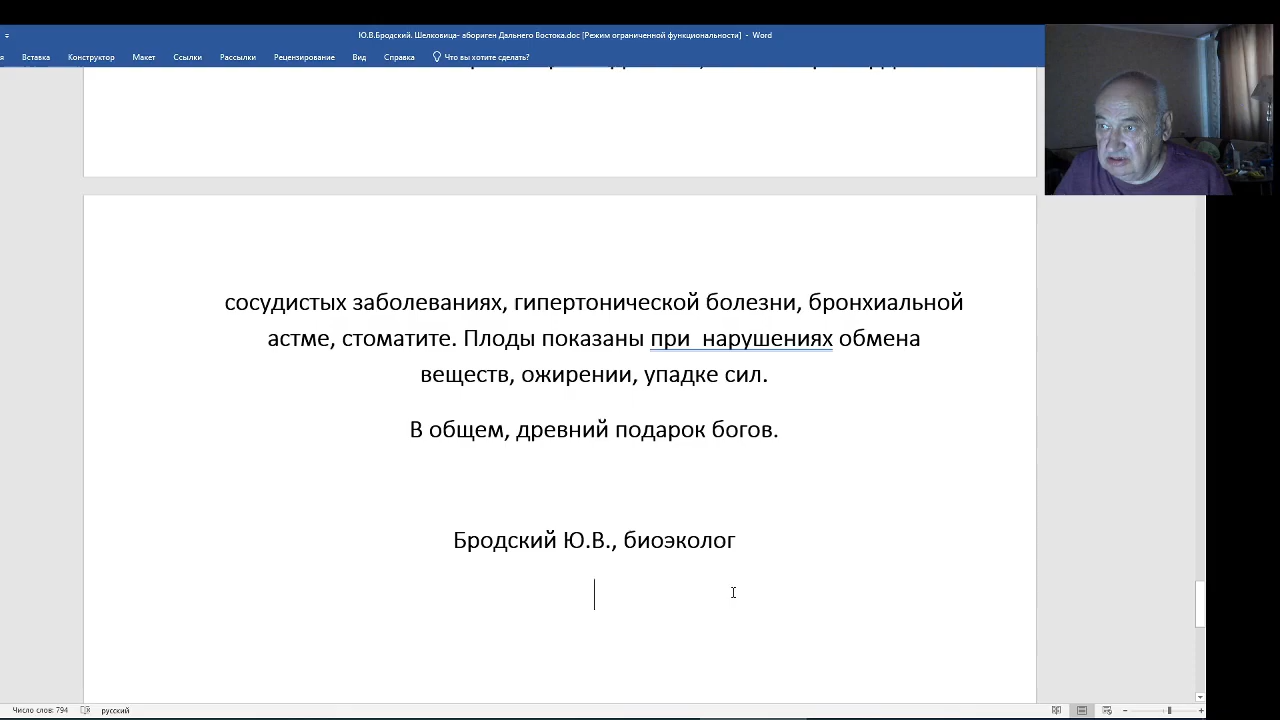 Ю.В.Бродский. Шелковица- абориген Дальнего Востока.doc [Режим ограниченной функциональности] - Word
Вставка Конструктор Макет Ссылки Рассылки Рецензирование Вид Справка Что вы хотите сделать?
сосудистых заболеваниях, гипертонической болезни, бронхиальной
астме, стоматите. Плоды показаны при  нарушениях обмена
веществ, ожирении, упадке сил.
В общем, древний подарок богов.
Бродский Ю.В., биоэколог
Число слов: 794 русский